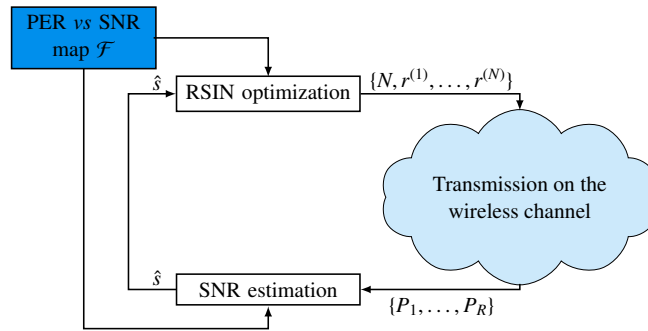 PER vs SNR
map ℱ
ŝ
RSIN optimization
{N, r⁽¹⁾, . . . , r⁽ᴺ⁾}
Transmission on the
wireless channel
ŝ
SNR estimation
{P₁, . . . , P_R}